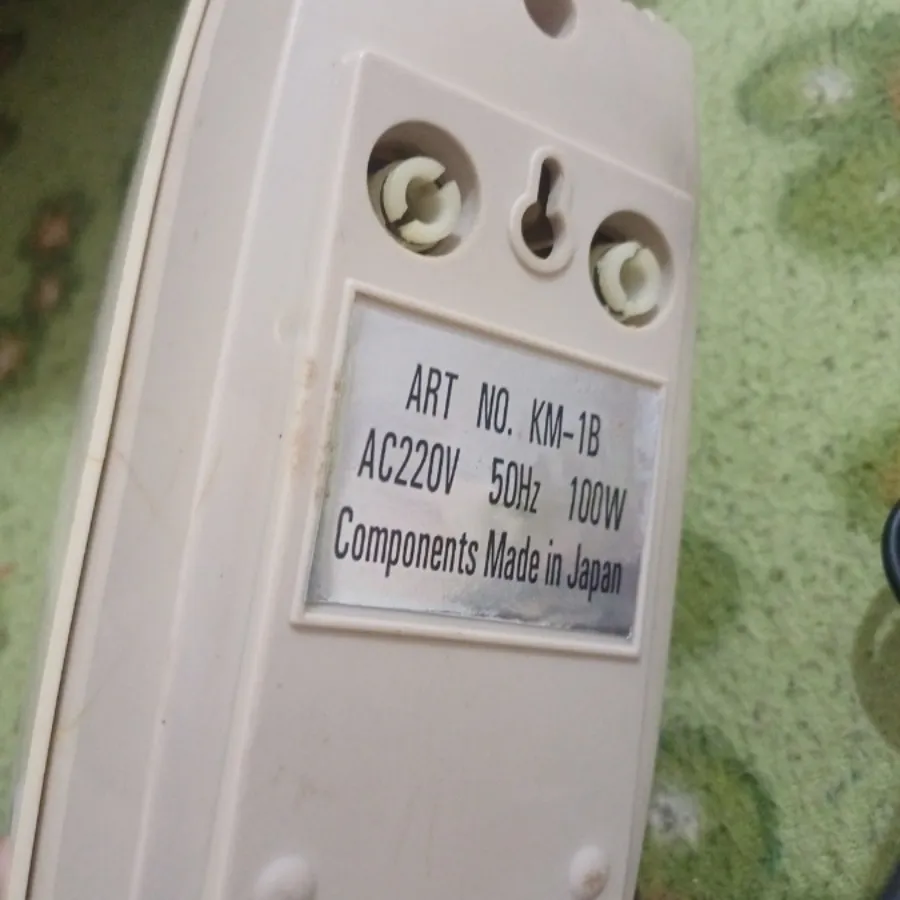 ART NO. KM-1B
AC220V 50Hz 100W
Components Made in Japan